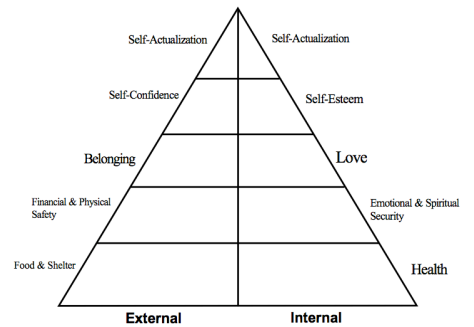 Self-Actualization Self-Actualization
Self-Confidence Self-Esteem
Belonging Love
Financial & Physical
Safety
Emotional & Spiritual
Security
Food & Shelter Health
External Internal